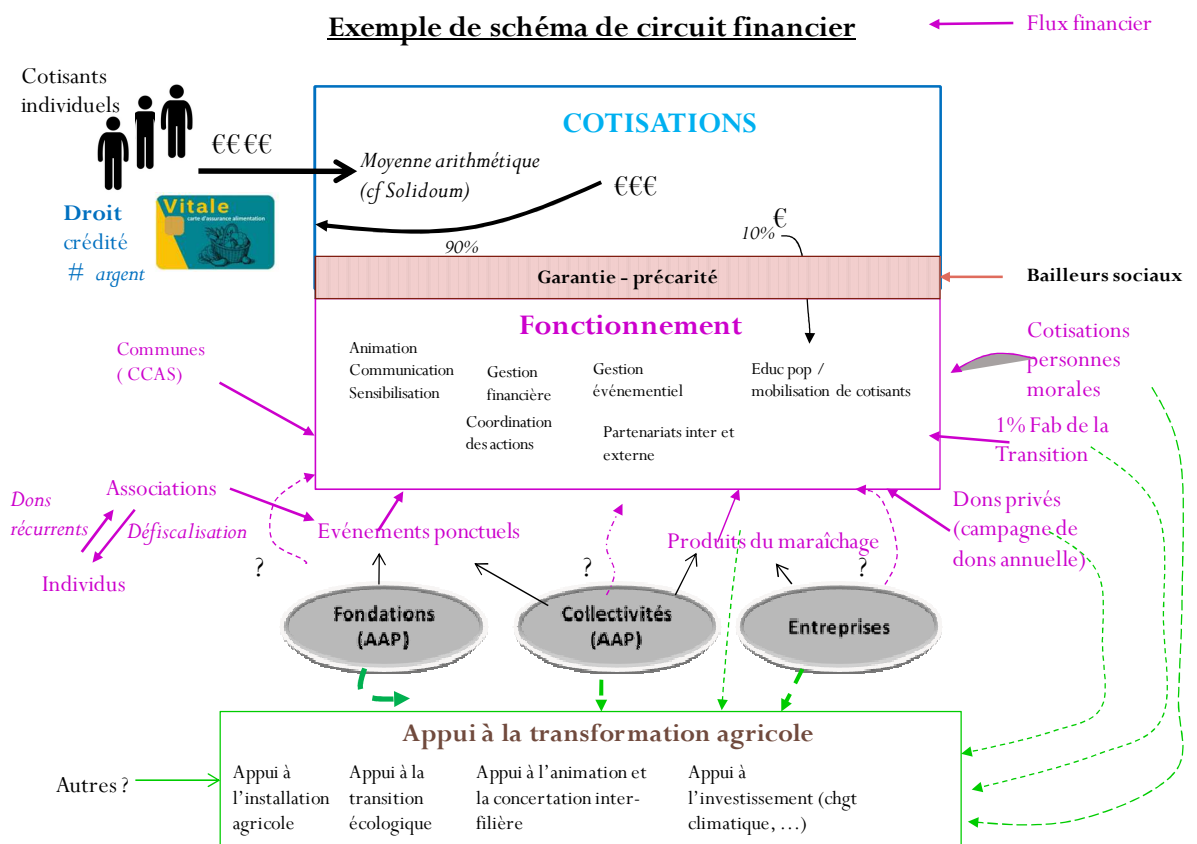 Exemple de schéma de circuit financier
Flux financier
Cotisants
individuels
€€ €€
COTISATIONS
Moyenne arithmétique
(cf Solidoum)
€€€
Vitale
carte d'assurance alimentation
Droit
crédité
# argent
90%
€
10%
Garantie - précarité
Bailleurs sociaux
Fonctionnement
Animation
Communication
Sensibilisation
Gestion
financière
Gestion
événementiel
Educ pop /
mobilisation de cotisants
Coordination
des actions
Partenariats inter et
externe
Communes
( CCAS)
Cotisations
personnes
morales
1% Fab de la
Transition
Associations
Dons
récurrents
Défiscalisation
Individus
Evénements ponctuels
Produits du maraîchage
Dons privés
(campagne de
dons annuelle)
?
?
?
Fondations
(AAP)
Collectivités
(AAP)
Entreprises
Appui à la transformation agricole
Autres ?
Appui à
l'installation
agricole
Appui à la
transition
écologique
Appui à l'animation et
la concertation inter-
filière
Appui à
l'investissement (chgt
climatique, …)